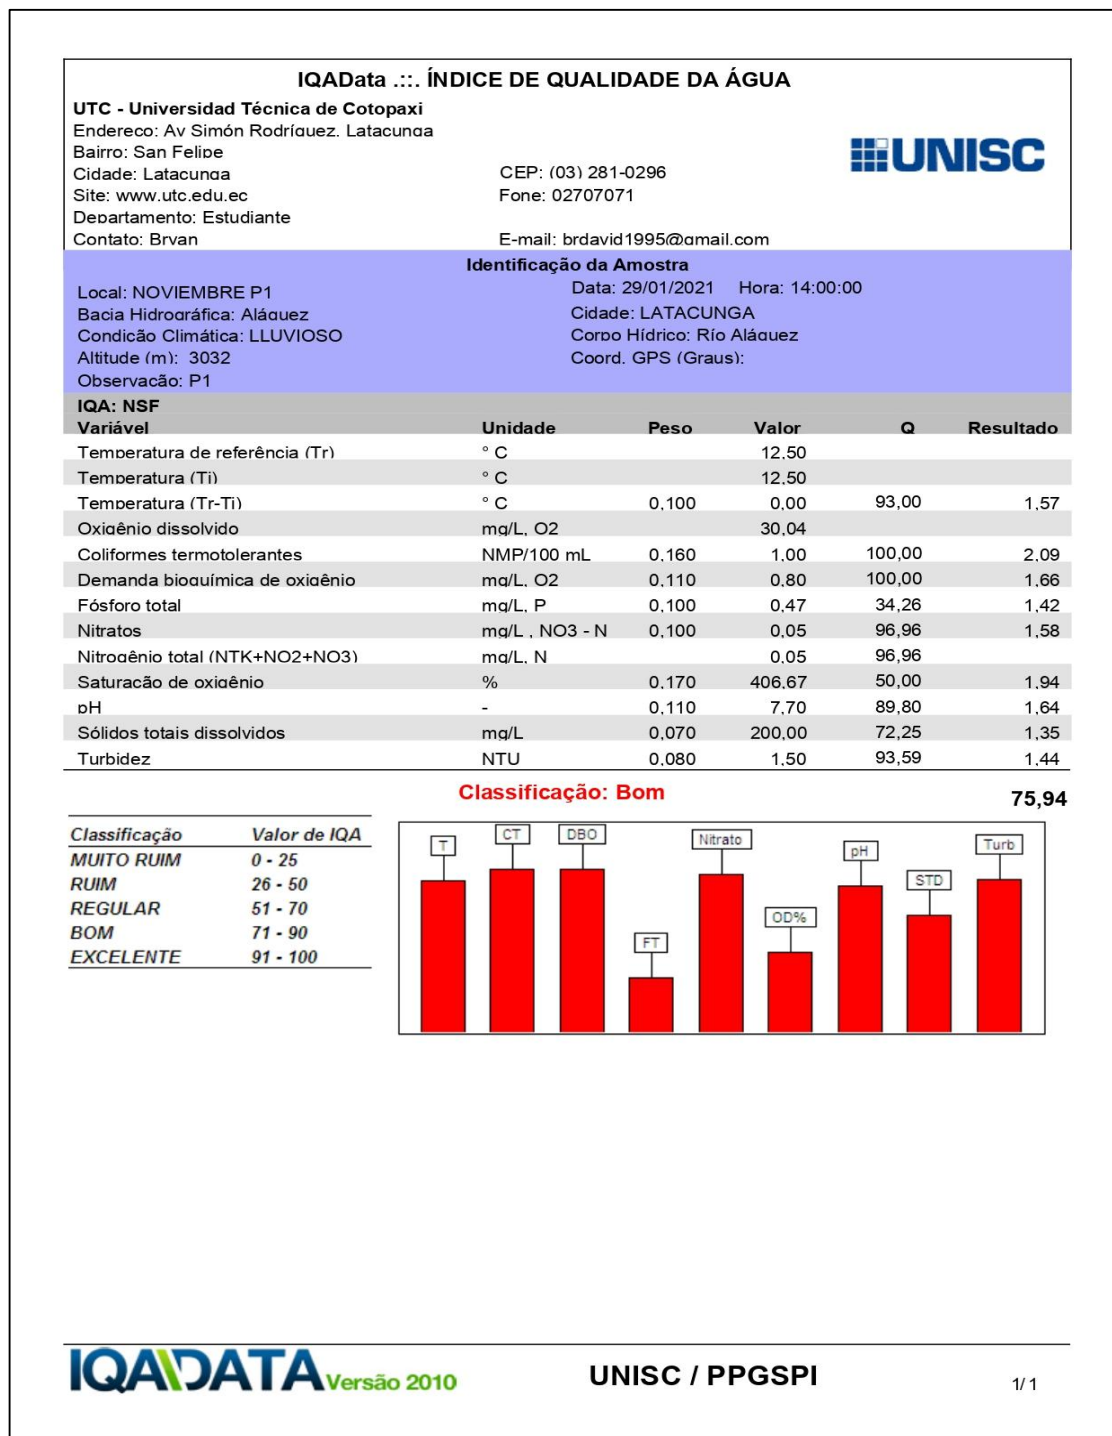 IQAData .::. ÍNDICE DE QUALIDADE DA ÁGUA
UTC - Universidad Técnica de Cotopaxi
Endereço: Av Simón Rodríguez. Latacunga
Bairro: San Felipe
Cidade: Latacunga CEP: (03) 281-0296
Site: www.utc.edu.ec Fone: 02707071
Departamento: Estudiante
Contato: Bryan E-mail: brdavid1995@gmail.com
UNISC
Identificação da Amostra
Local: NOVIEMBRE P1 Data: 29/01/2021 Hora: 14:00:00
Bacia Hidrográfica: Aláquez Cidade: LATACUNGA
Condição Climática: LLUVIOSO Corpo Hídrico: Río Aláquez
Altitude (m): 3032 Coord. GPS (Graus):
Observação: P1
IQA: NSF
Variável Unidade Peso Valor Q Resultado
Temperatura de referência (Tr) ° C 12,50
Temperatura (Ti) ° C 12,50
Temperatura (Tr-Ti) ° C 0,100 0,00 93,00 1,57
Oxigênio dissolvido mg/L, O2 30,04
Coliformes termotolerantes NMP/100 mL 0,160 1,00 100,00 2,09
Demanda bioquímica de oxigênio mg/L, O2 0,110 0,80 100,00 1,66
Fósforo total mg/L, P 0,100 0,47 34,26 1,42
Nitratos mg/L , NO3 - N 0,100 0,05 96,96 1,58
Nitrogênio total (NTK+NO2+NO3) mg/L, N 0,05 96,96
Saturação de oxigênio % 0,170 406,67 50,00 1,94
pH - 0,110 7,70 89,80 1,64
Sólidos totais dissolvidos mg/L 0,070 200,00 72,25 1,35
Turbidez NTU 0,080 1,50 93,59 1,44
Classificação: Bom 75,94
Classificação Valor de IQA
MUITO RUIM 0 - 25
RUIM 26 - 50
REGULAR 51 - 70
BOM 71 - 90
EXCELENTE 91 - 100
T CT DBO FT Nitrato OD% pH STD Turb
IQADATA Versão 2010 UNISC / PPGSPI 1/1